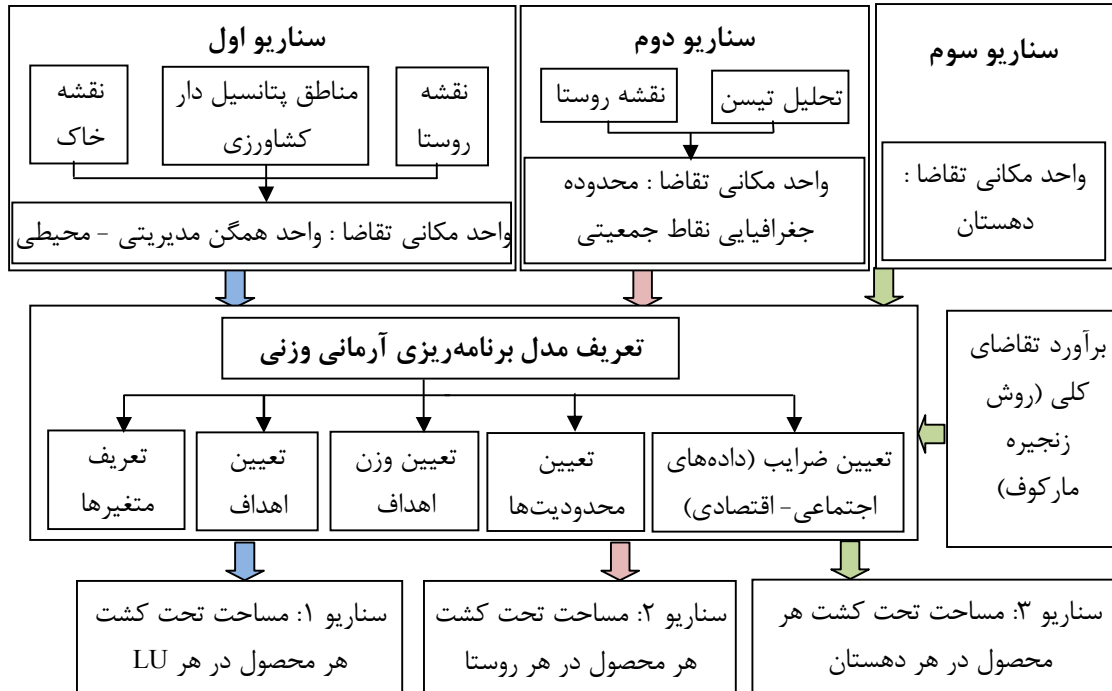 سناریو سوم
واحد مکانی تقاضا :
دهستان
سناریو دوم
تحلیل تیسن
نقشه روستا
واحد مکانی تقاضا : محدوده
جغرافیایی نقاط جمعیتی
سناریو اول
نقشه
روستا
مناطق پتانسیل دار
کشاورزی
نقشه
خاک
واحد مکانی تقاضا : واحد همگن مدیریتی - محیطی
برآورد تقاضای
کلی (روش
زنجیره
مارکوف)
تعریف مدل برنامه‌ریزی آرمانی وزنی
تعیین ضرایب (داده‌های
اجتماعی- اقتصادی)
تعیین
محدودیت‌ها
تعیین وزن
اهداف
تعیین
اهداف
تعریف
متغیرها
سناریو ۳: مساحت تحت کشت هر
محصول در هر دهستان
سناریو ۲: مساحت تحت کشت
هر محصول در هر روستا
سناریو ۱: مساحت تحت کشت
هر محصول در هر LU